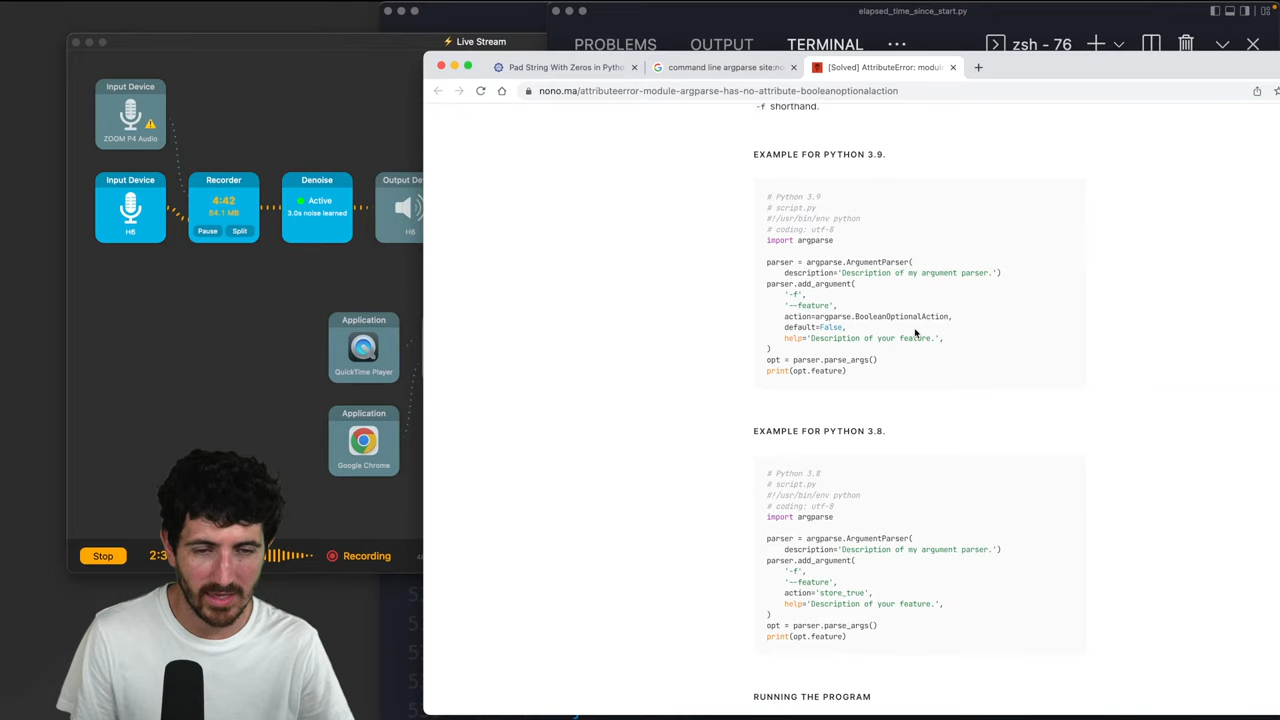 elapsed_time_since_start.py
⚡ Live Stream
PROBLEMS OUTPUT TERMINAL ••• zsh - 76
Pad String With Zeros in Pytho
command line argparse site:no
[Solved] AttributeError: modul
nono.ma/attributeerror-module-argparse-has-no-attribute-booleanoptionalaction
Input Device
ZOOM P4 Audio
Input Device
H6
Recorder
4:42
54.1 MB
Pause Split
Denoise
Active
3.0s noise learned
Output De
H6
Application
QuickTime Player
Application
Google Chrome
Stop
2:3
Recording
-f shorthand.
EXAMPLE FOR PYTHON 3.9.
# Python 3.9
# script.py
#!/usr/bin/env python
# coding: utf-8
import argparse
parser = argparse.ArgumentParser(
description='Description of my argument parser.')
parser.add_argument(
'-f',
'--feature',
action=argparse.BooleanOptionalAction,
default=False,
help='Description of your feature.',
)
opt = parser.parse_args()
print(opt.feature)
EXAMPLE FOR PYTHON 3.8.
# Python 3.8
# script.py
#!/usr/bin/env python
# coding: utf-8
import argparse
parser = argparse.ArgumentParser(
description='Description of my argument parser.')
parser.add_argument(
'-f',
'--feature',
action='store_true',
help='Description of your feature.',
)
opt = parser.parse_args()
print(opt.feature)
RUNNING THE PROGRAM